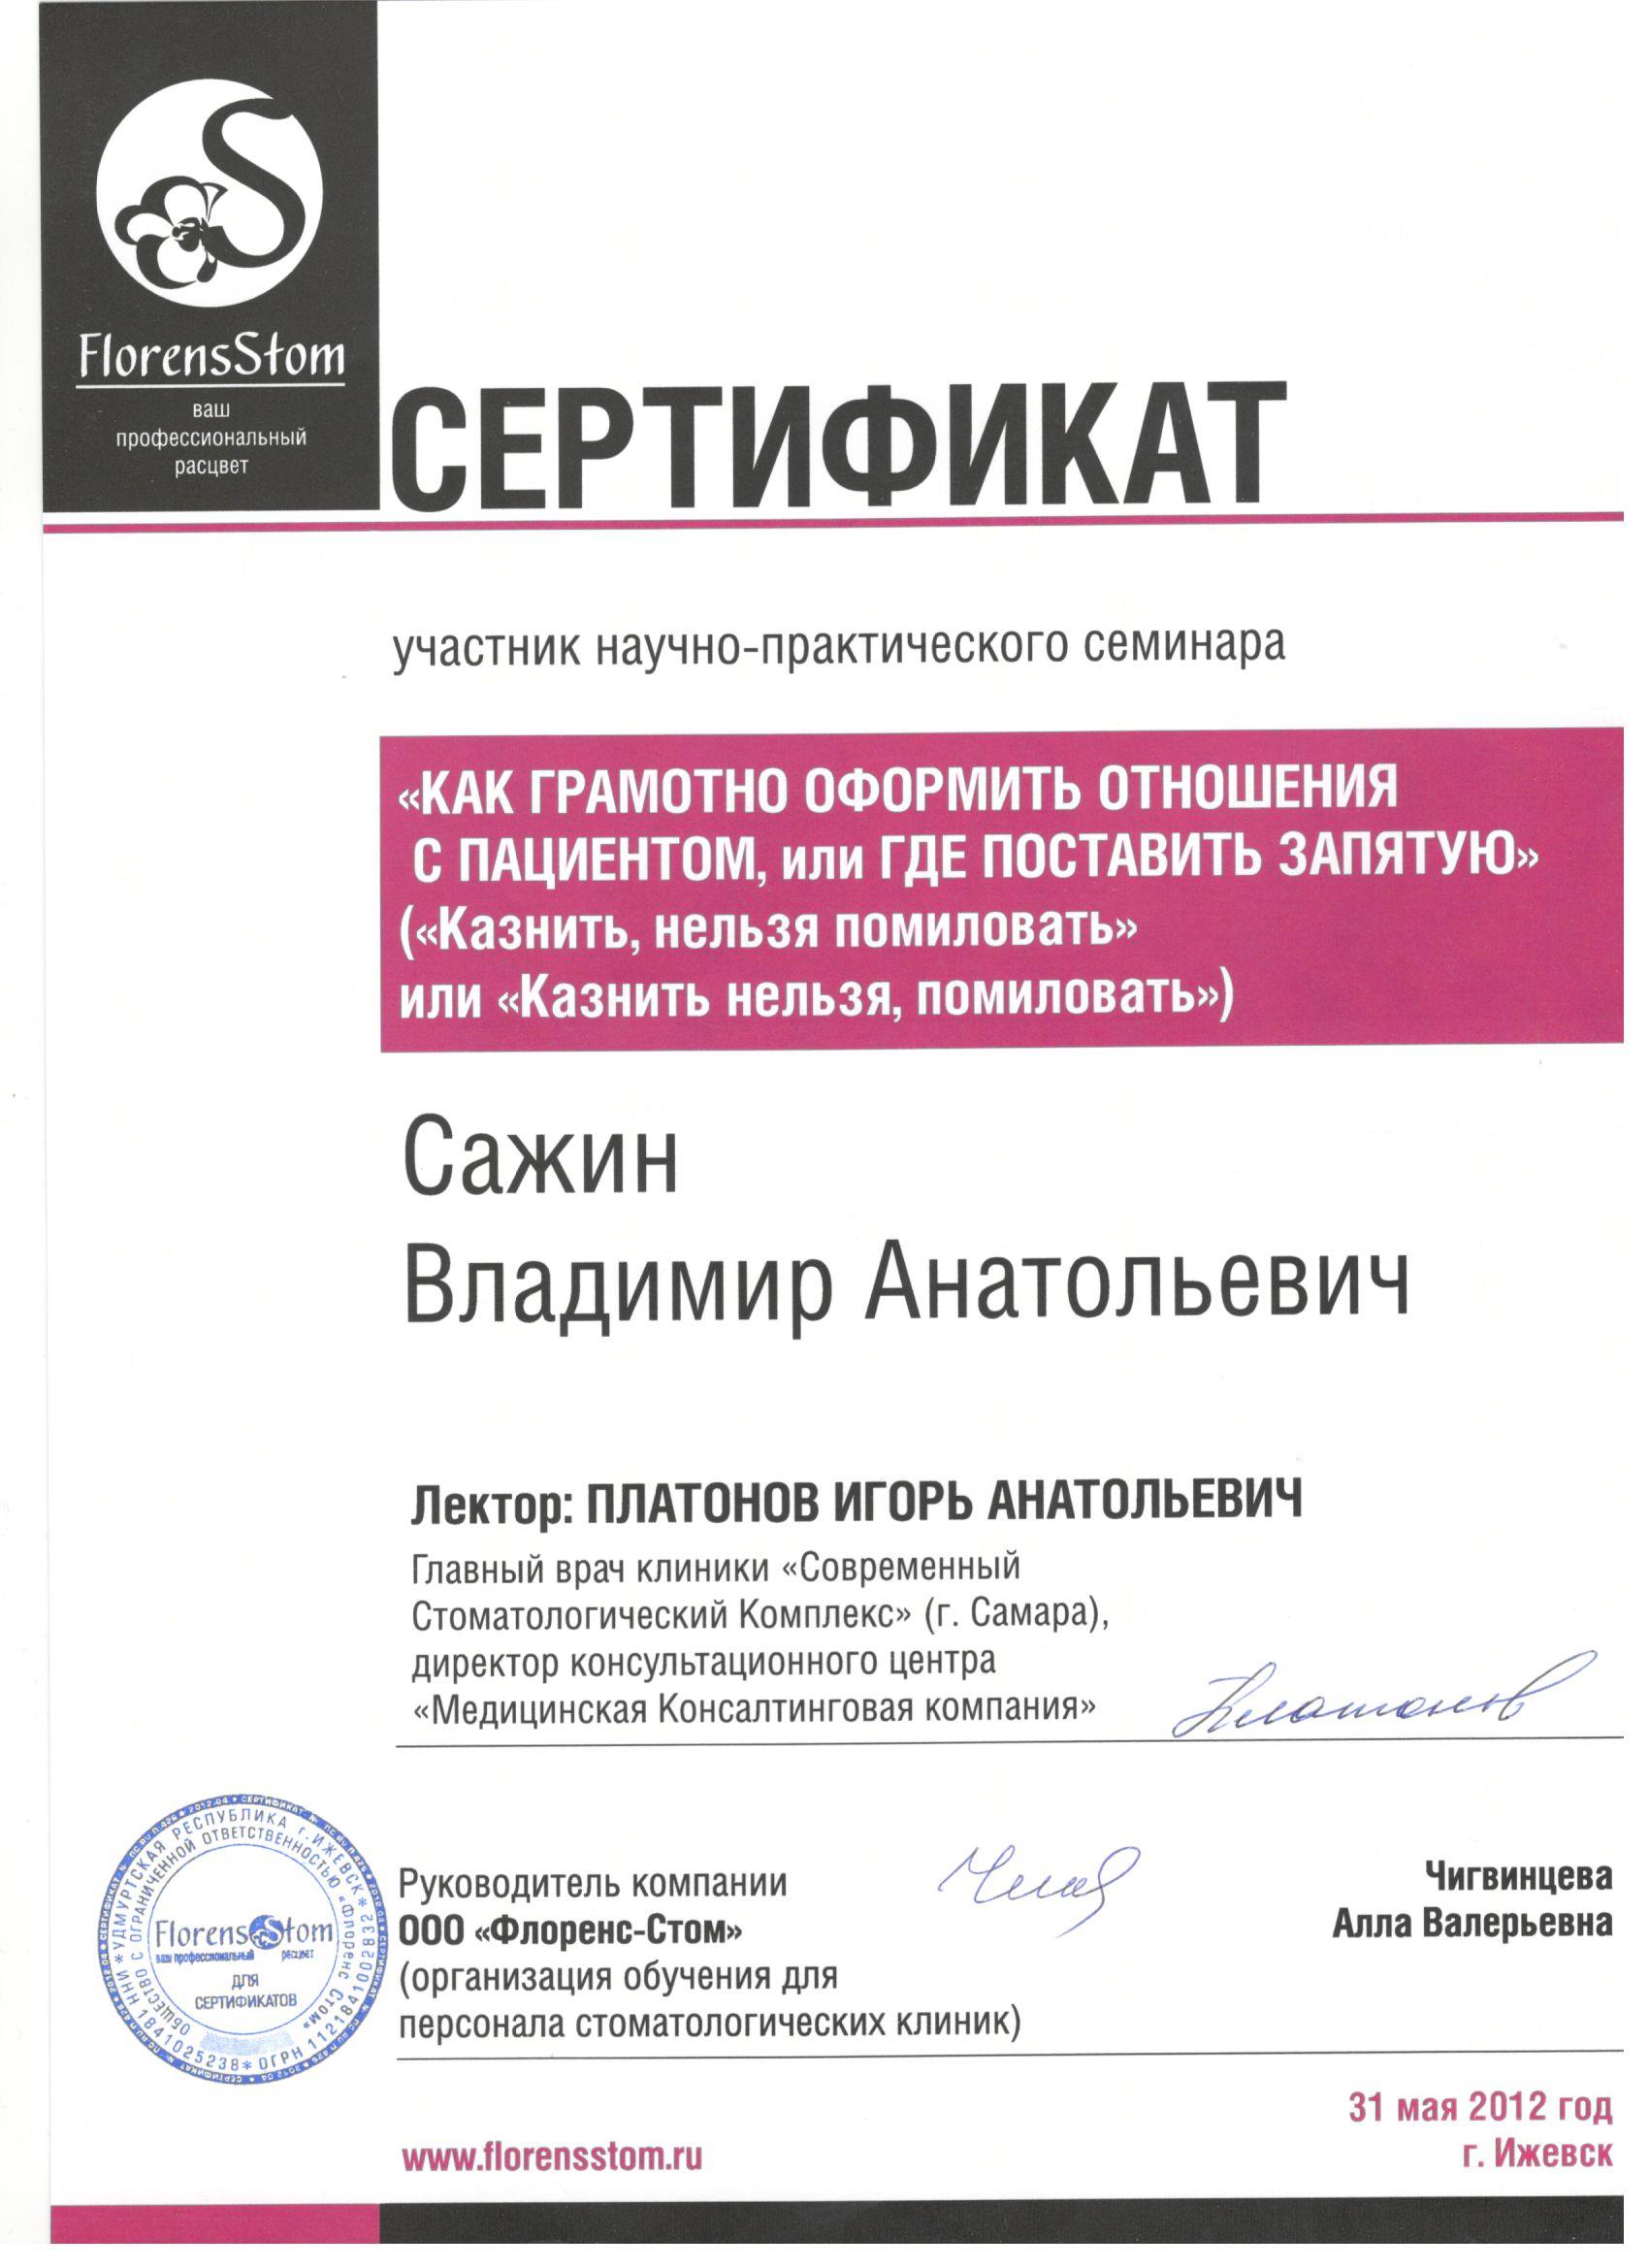 FlorensStom
ваш
профессиональный
расцвет
СЕРТИФИКАТ
участник научно-практического семинара
«КАК ГРАМОТНО ОФОРМИТЬ ОТНОШЕНИЯ
С ПАЦИЕНТОМ, или ГДЕ ПОСТАВИТЬ ЗАПЯТУЮ»
(«Казнить, нельзя помиловать»
или «Казнить нельзя, помиловать»)
Сажин
Владимир Анатольевич
Лектор: ПЛАТОНОВ ИГОРЬ АНАТОЛЬЕВИЧ
Главный врач клиники «Современный
Стоматологический Комплекс» (г. Самара),
директор консультационного центра
«Медицинская Консалтинговая компания»
Платонов
Руководитель компании
ООО «Флоренс-Стом»
(организация обучения для
персонала стоматологических клиник)
Чигвинцева
Алла Валерьевна
УДМУРТСКАЯ РЕСПУБЛИКА г. ИЖЕВСК
ОБЩЕСТВО С ОГРАНИЧЕННОЙ ОТВЕТСТВЕННОСТЬЮ «Флоренс Стом»
ИНН 1841025238 * ОГРН 1121841002382
FlorensStom
ваш профессиональный расцвет
ДЛЯ
СЕРТИФИКАТОВ
31 мая 2012 год
г. Ижевск
www.florensstom.ru